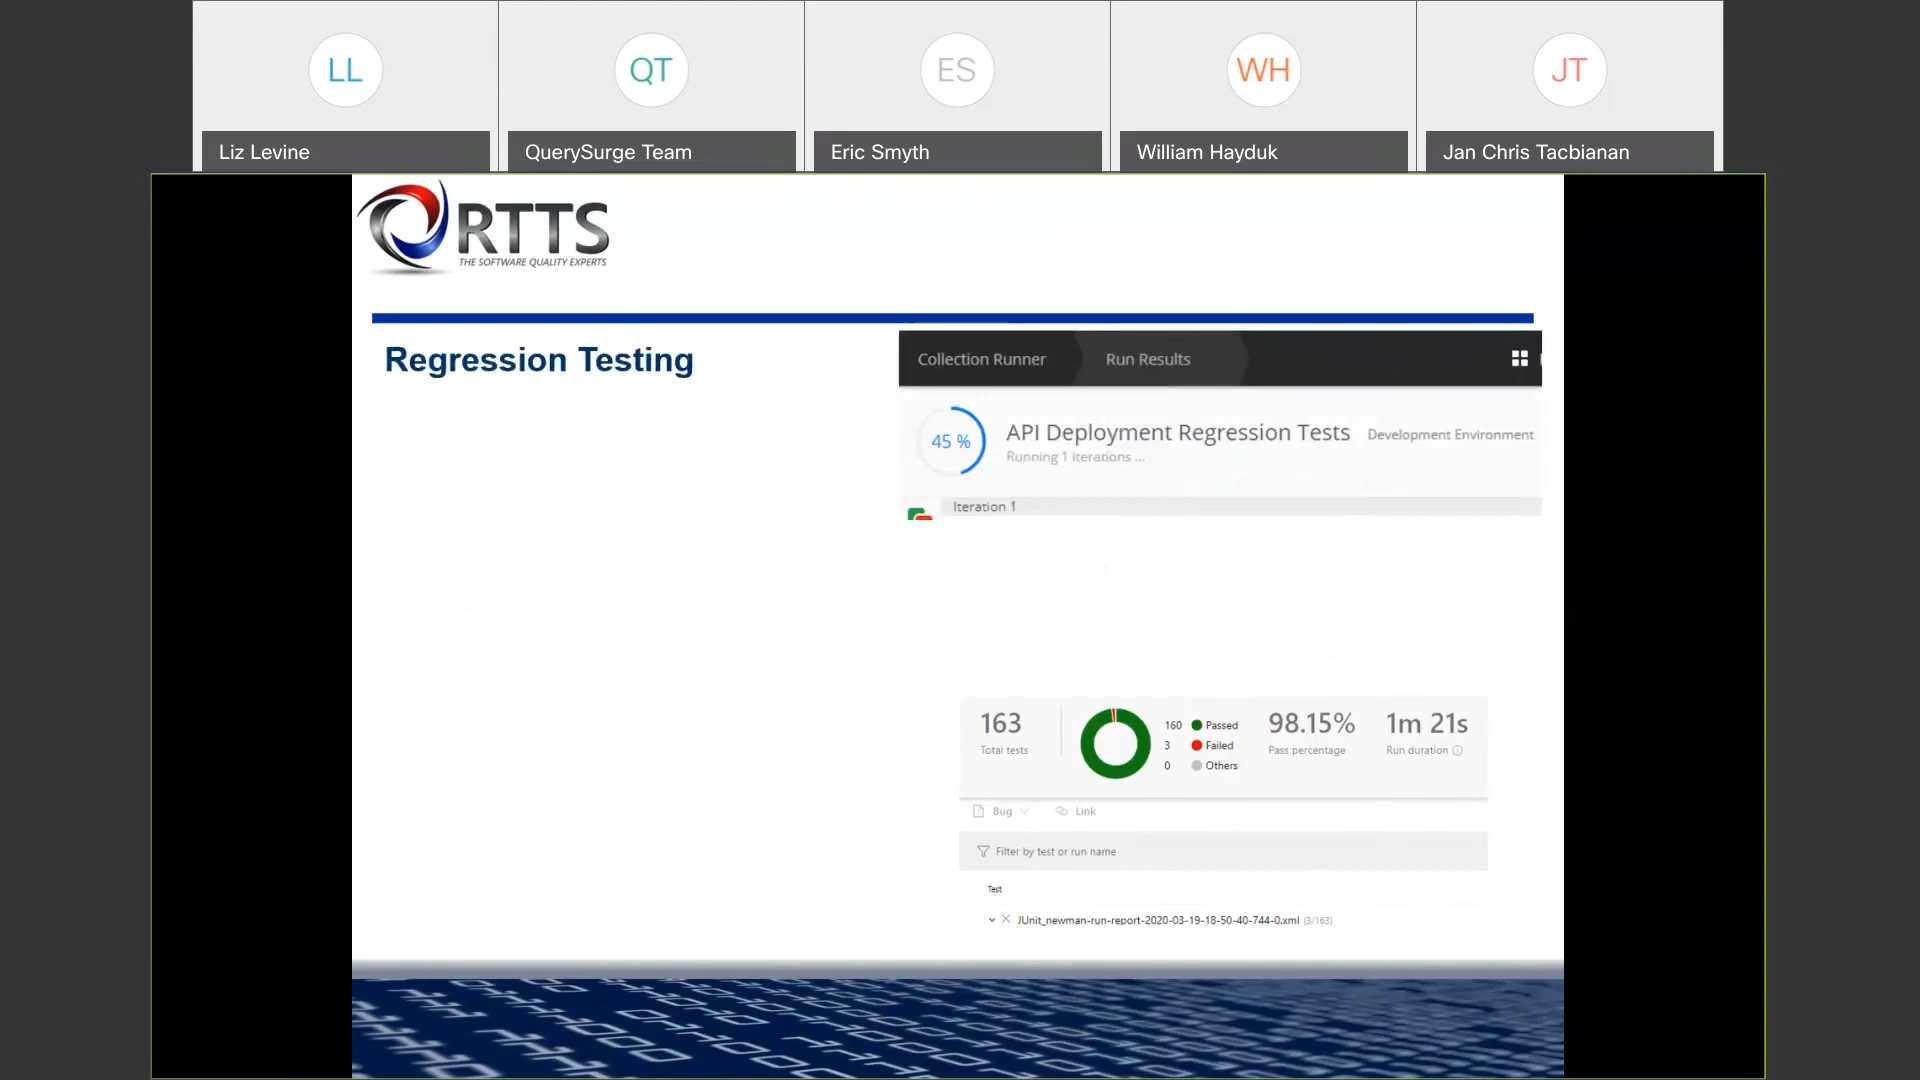 LL
QT
ES
WH
JT
Liz Levine
QuerySurge Team
Eric Smyth
William Hayduk
Jan Chris Tacbianan
RTTS
THE SOFTWARE QUALITY EXPERTS
Regression Testing
Collection Runner
Run Results
45 %
API Deployment Regression Tests
Development Environment
Running 1 iterations ...
Iteration 1
163
Total tests
160 Passed
3 Failed
0 Others
98.15%
Pass percentage
1m 21s
Run duration
Bug
Link
Filter by test or run name
Test
JUnit_newman-run-report-2020-03-19-18-50-40-744-0.xml (3/163)